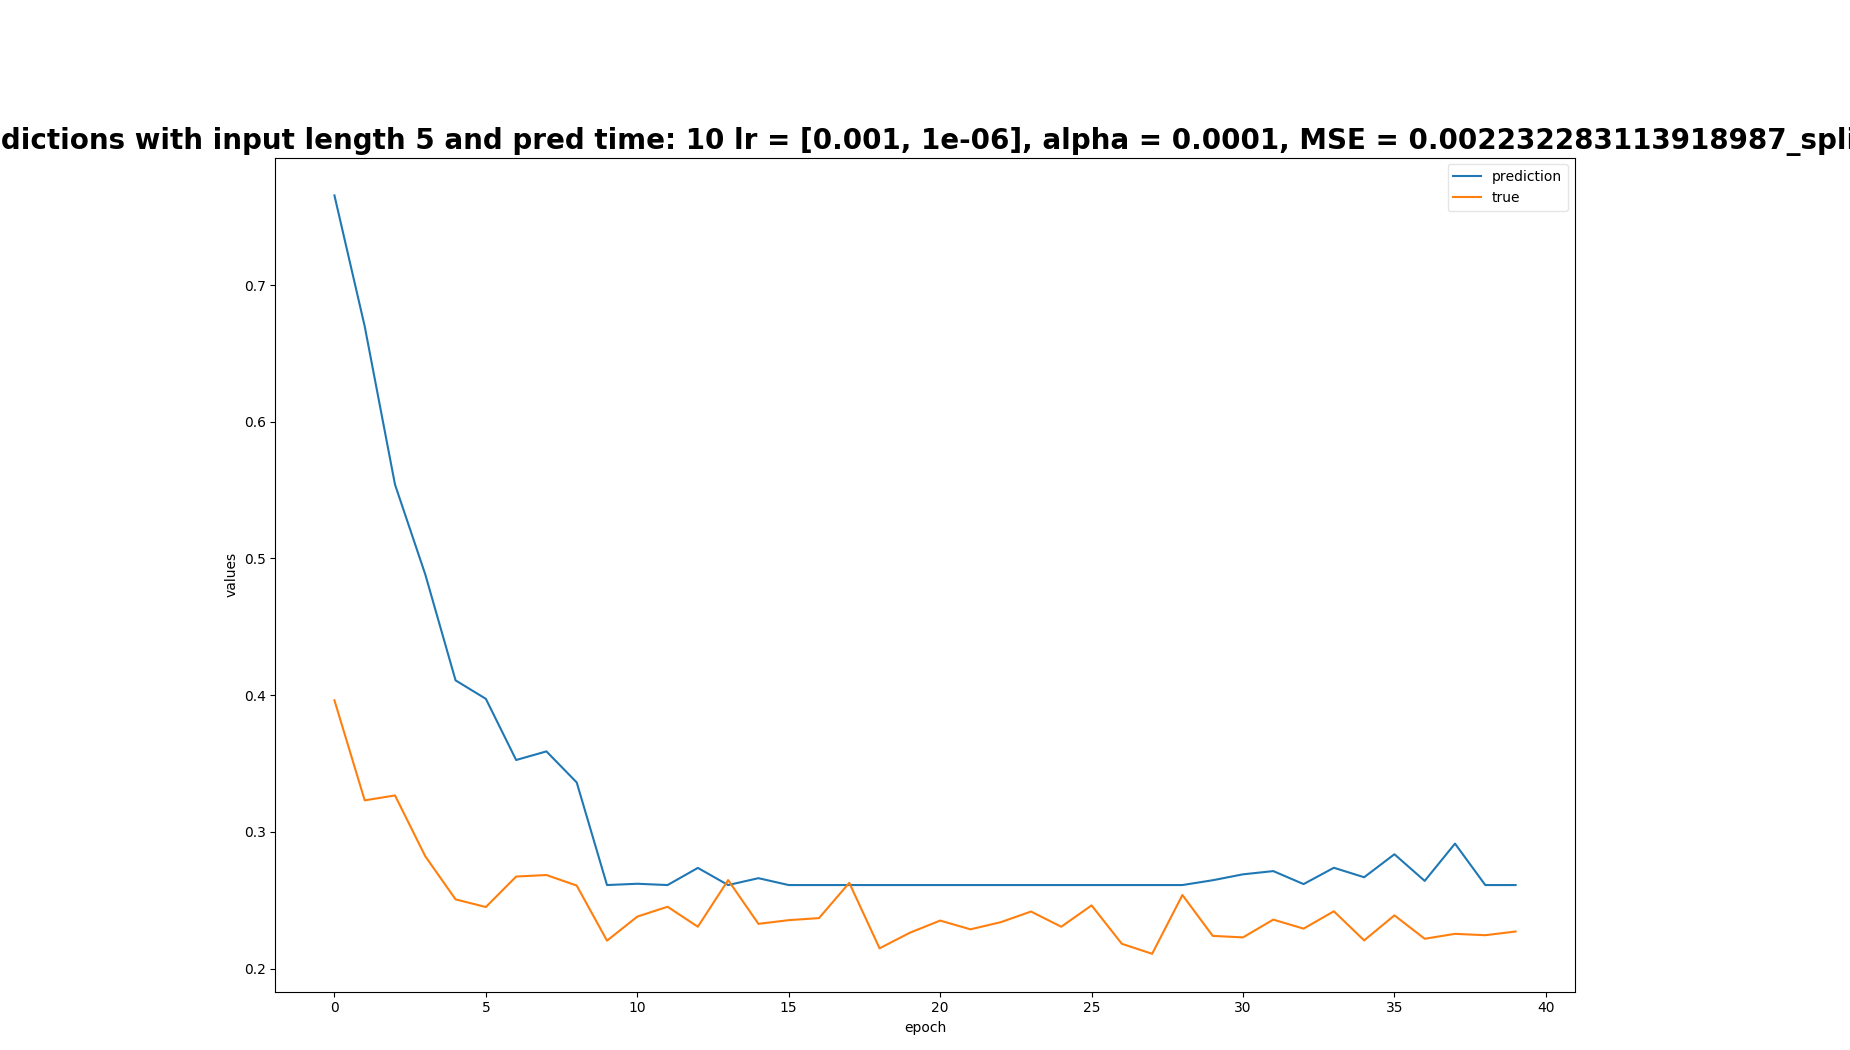 dictions with input length 5 and pred time: 10 lr = [0.001, 1e-06], alpha = 0.0001, MSE = 0.002232283113918987_spli
prediction
true
0.7
0.6
0.5
0.4
0.3
0.2
values
0 5 10 15 20 25 30 35 40
epoch